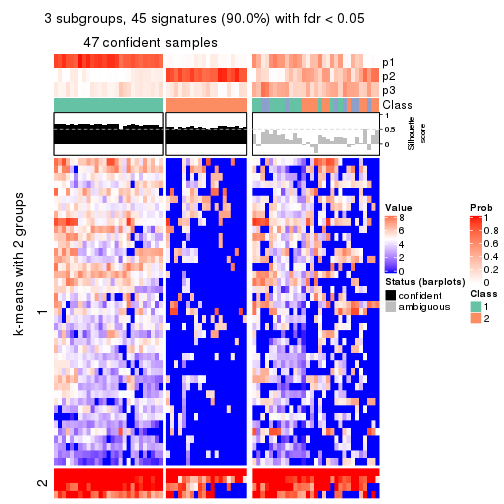 3 subgroups, 45 signatures (90.0%) with fdr < 0.05
47 confident samples
p1
p2
p3
Class
1
0.5
0
Silhouette
score
k-means with 2 groups
1
2
Value
8
6
4
2
0
Status (barplots)
confident
ambiguous
Prob
1
0.8
0.6
0.4
0.2
0
Class
1
2